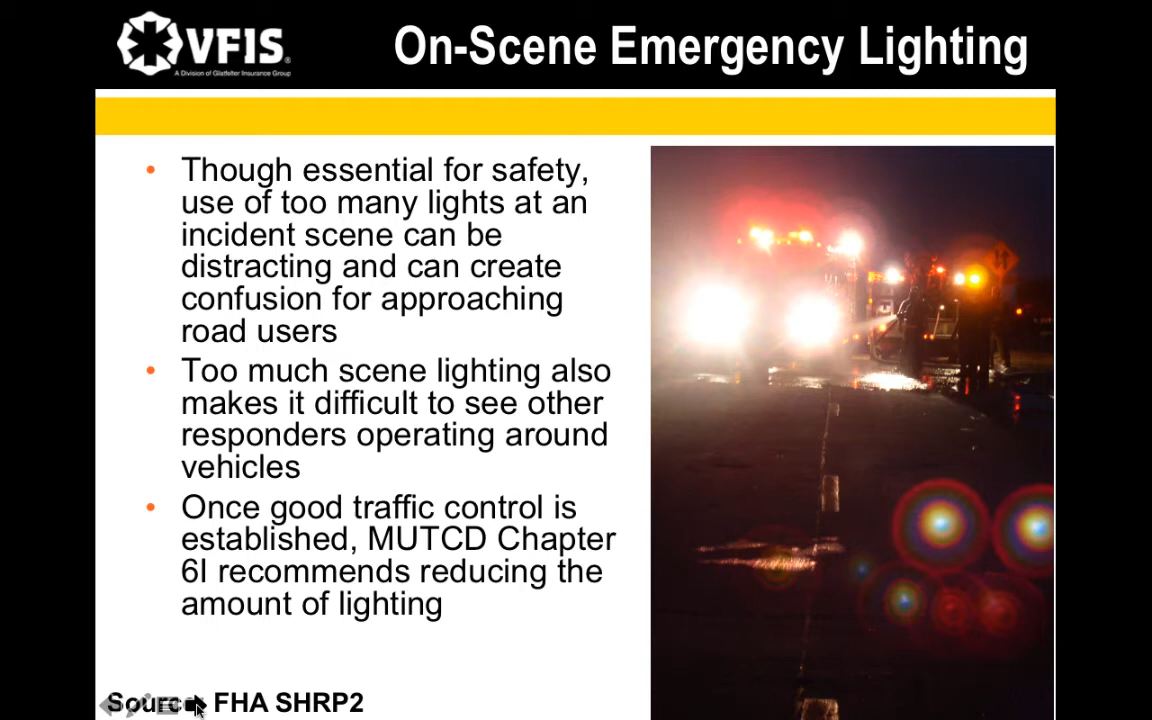 VFIS®
A Division of Glatfelter Insurance Group
On-Scene Emergency Lighting
• Though essential for safety,
use of too many lights at an
incident scene can be
distracting and can create
confusion for approaching
road users
• Too much scene lighting also
makes it difficult to see other
responders operating around
vehicles
• Once good traffic control is
established, MUTCD Chapter
6I recommends reducing the
amount of lighting
FHA SHRP2